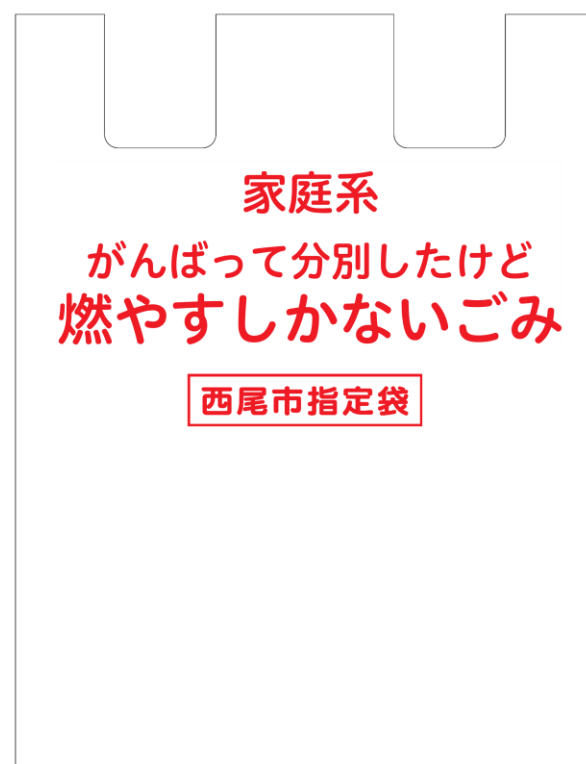 家庭系
がんばって分別したけど
燃やすしかないごみ
西尾市指定袋